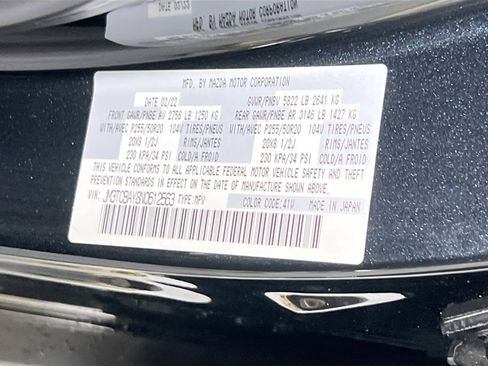 MFD. BY MAZDA MOTOR CORPORATION
DATE 02/22
GVWR/PNBV 5822 LB 2641 KG
FRONT GAWR/PNBE AV 2756 LB 1250 KG
REAR GAWR/PNBE AR 3146 LB 1427 KG
WITH/AVEC P255/50R20 104V TIRES/PNEUS
WITH/AVEC P255/50R20 104V TIRES/PNEUS
20X8 1/2J RIMS/JANTES
20X8 1/2J RIMS/JANTES
230 KPA/34 PSI COLD/A FROID
230 KPA/34 PSI COLD/A FROID
THIS VEHICLE CONFORMS TO ALL APPLICABLE FEDERAL MOTOR VEHICLE SAFETY AND THEFT
PREVENTION STANDARDS IN EFFECT ON THE DATE OF MANUFACTURE SHOWN ABOVE.
VIN: TYPE:MPV COLOR CODE:41W MADE IN JAPAN